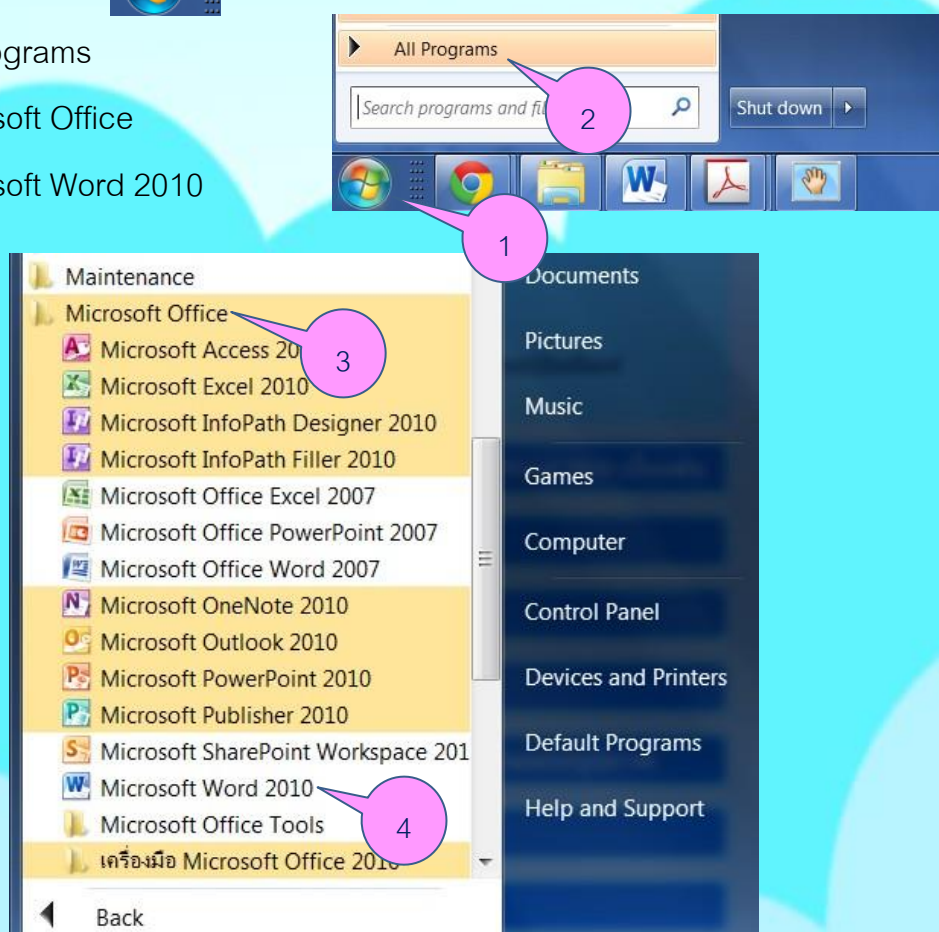 ograms
soft Office
soft Word 2010
All Programs
Search programs and fil
2
Shut down
1
Maintenance
Microsoft Office
Microsoft Access 20
3
Microsoft Excel 2010
Microsoft InfoPath Designer 2010
Microsoft InfoPath Filler 2010
Microsoft Office Excel 2007
Microsoft Office PowerPoint 2007
Microsoft Office Word 2007
Microsoft OneNote 2010
Microsoft Outlook 2010
Microsoft PowerPoint 2010
Microsoft Publisher 2010
Microsoft SharePoint Workspace 201
Microsoft Word 2010
4
Microsoft Office Tools
เครื่องมือ Microsoft Office 2010
Back
Documents
Pictures
Music
Games
Computer
Control Panel
Devices and Printers
Default Programs
Help and Support